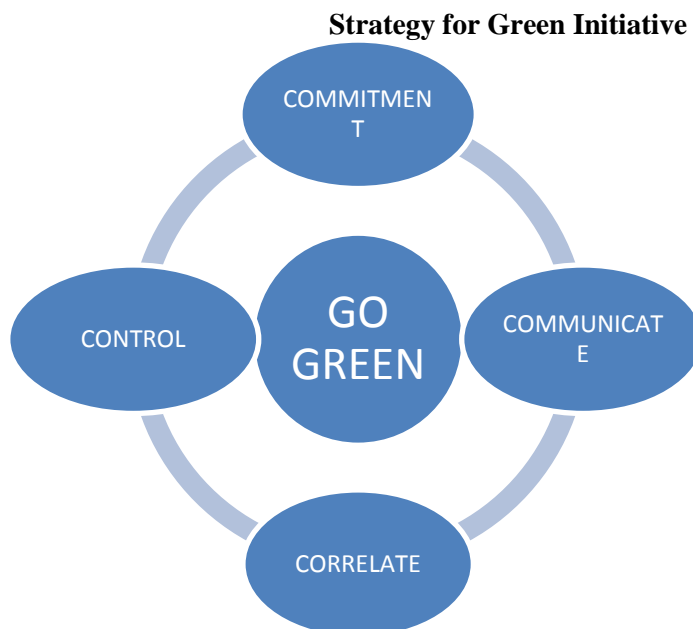 Strategy for Green Initiative
COMMITMEN
T
GO
GREEN
CONTROL
COMMUNICAT
E
CORRELATE